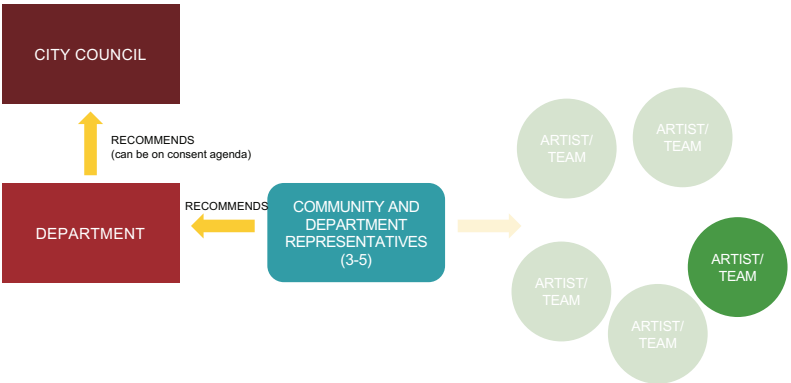 CITY COUNCIL
RECOMMENDS
(can be on consent agenda)
DEPARTMENT
RECOMMENDS
COMMUNITY AND
DEPARTMENT
REPRESENTATIVES
(3-5)
ARTIST/
TEAM
ARTIST/
TEAM
ARTIST/
TEAM
ARTIST/
TEAM
ARTIST/
TEAM